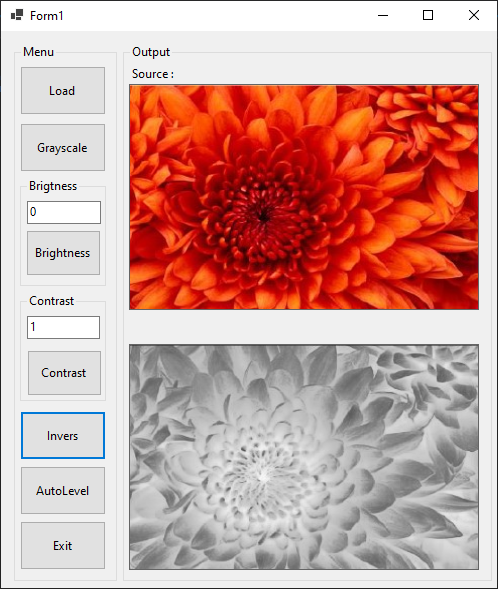 Form1
Menu
Load
Grayscale
Brigtness
0
Brightness
Contrast
1
Contrast
Invers
AutoLevel
Exit
Output
Source :